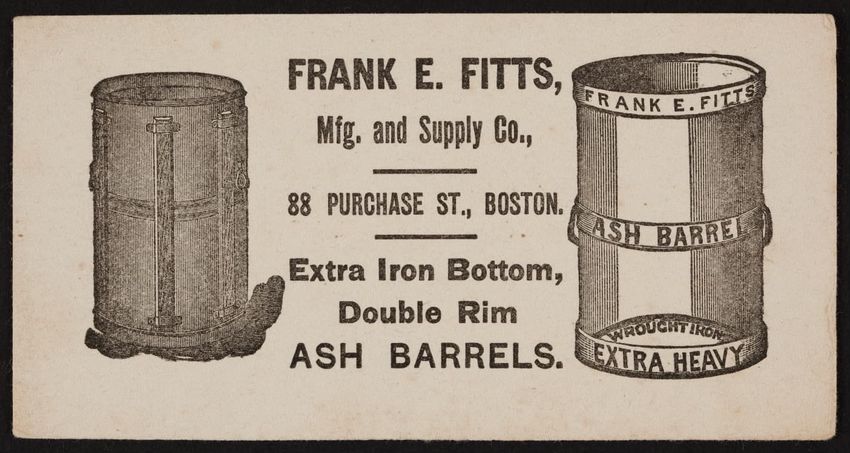 FRANK E. FITTS,
Mfg. and Supply Co.,
88 PURCHASE ST., BOSTON.
Extra Iron Bottom,
Double Rim
ASH BARRELS.
FRANK E. FITTS
ASH BARREL
WROUGHT IRON
EXTRA HEAVY